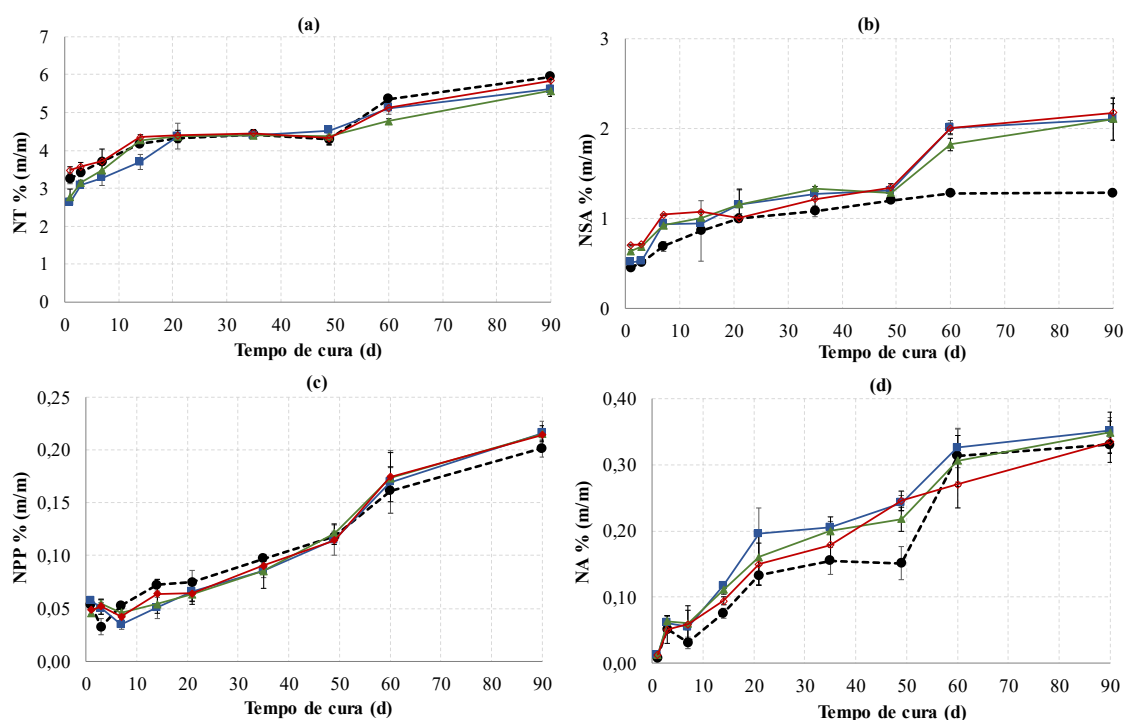 (a)
NT % (m/m)
7
6
5
4
3
2
1
0
0 10 20 30 40 50 60 70 80 90
Tempo de cura (d)
(b)
NSA % (m/m)
3
2
1
0
0 10 20 30 40 50 60 70 80 90
Tempo de cura (d)
(c)
NPP % (m/m)
0,25
0,20
0,15
0,10
0,05
0,00
0 10 20 30 40 50 60 70 80 90
Tempo de cura (d)
(d)
NA % (m/m)
0,40
0,30
0,20
0,10
0,00
0 10 20 30 40 50 60 70 80 90
Tempo de cura (d)